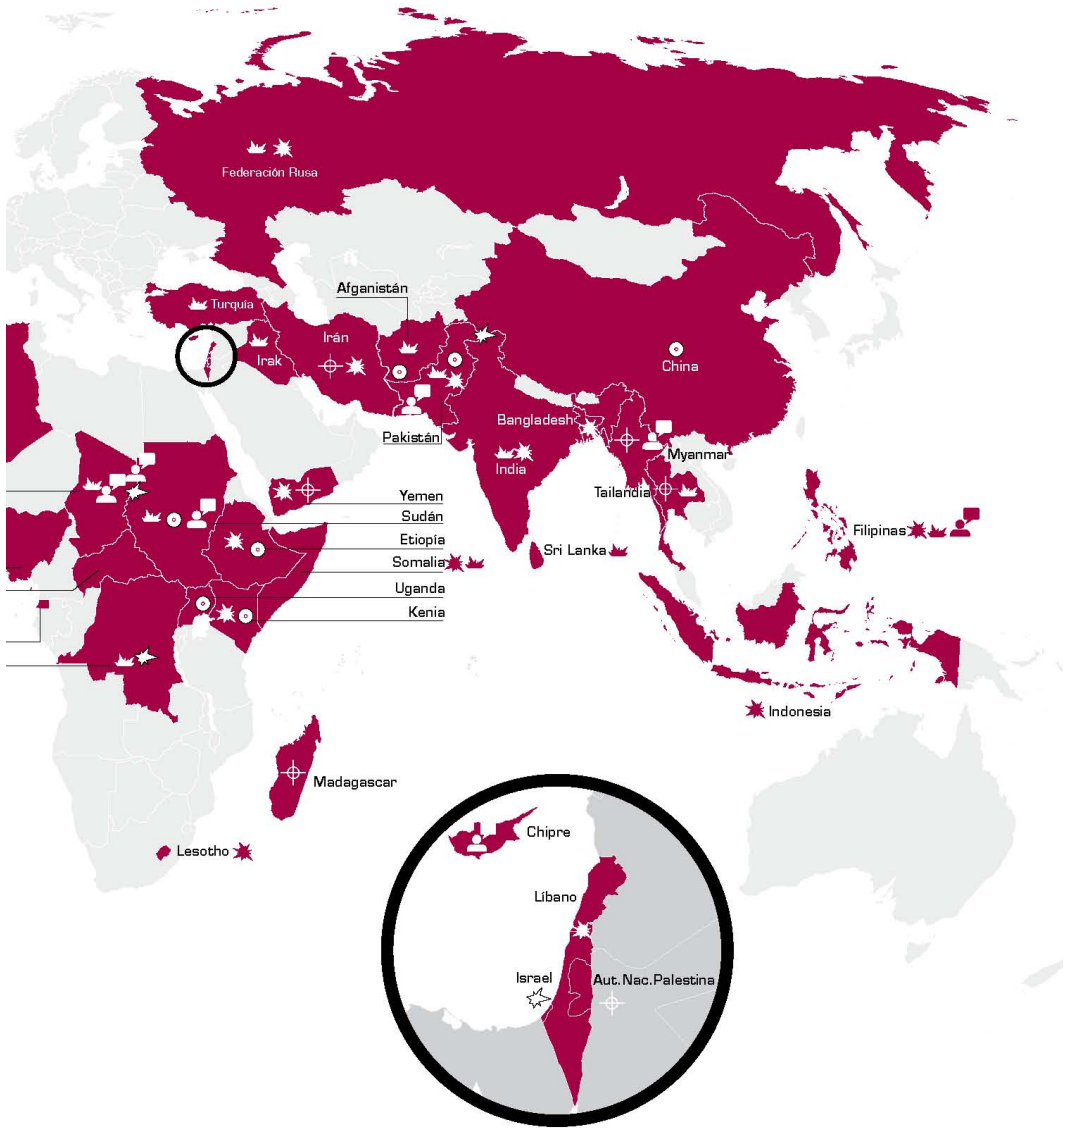 Federación Rusa
Afganistán
Turquía
Irán
Irak
China
Bangladesh
Pakistán
Myanmar
India
Tailandia
Yemen
Sudán
Filipinas
Etiopía
Sri Lanka
Somalia
Uganda
Kenia
Indonesia
Madagascar
Chipre
Lesotho
Líbano
Israel
Aut.Nac.Palestina